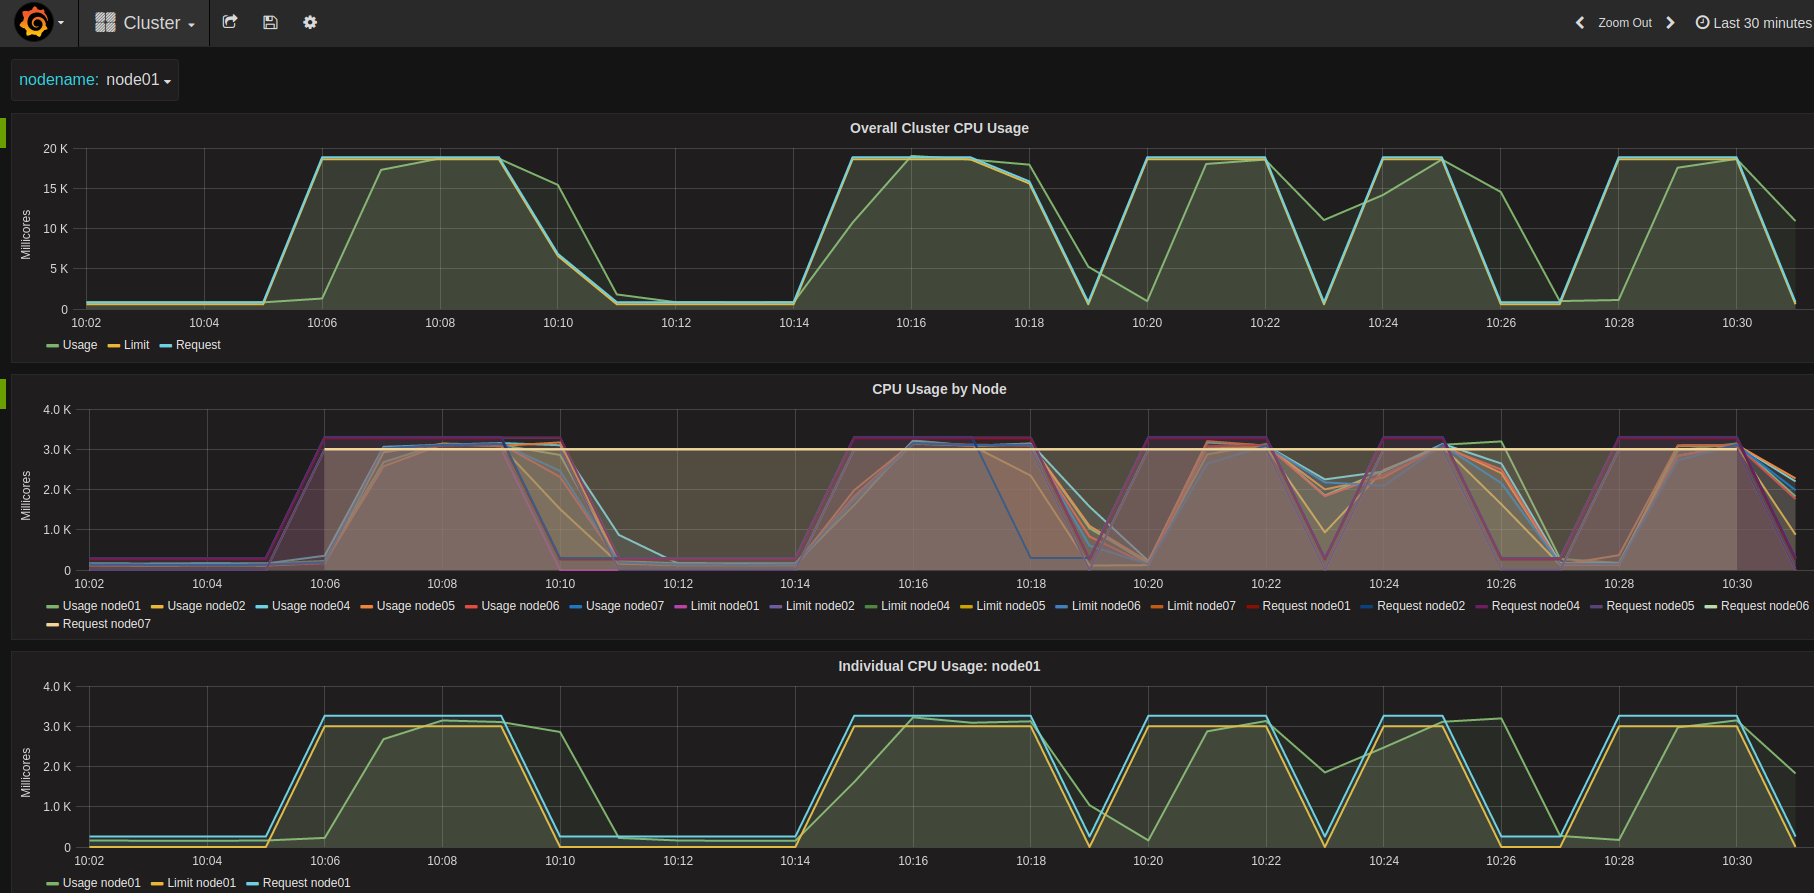 Cluster
Zoom Out Last 30 minutes
nodename: node01
Overall Cluster CPU Usage
20 K
15 K
10 K
5 K
0
Millicores
10:02 10:04 10:06 10:08 10:10 10:12 10:14 10:16 10:18 10:20 10:22 10:24 10:26 10:28 10:30
Usage Limit Request
CPU Usage by Node
4.0 K
3.0 K
2.0 K
1.0 K
0
Millicores
10:02 10:04 10:06 10:08 10:10 10:12 10:14 10:16 10:18 10:20 10:22 10:24 10:26 10:28 10:30
Usage node01 Usage node02 Usage node04 Usage node05 Usage node06 Usage node07 Limit node01 Limit node02 Limit node04 Limit node05 Limit node06 Limit node07 Request node01 Request node02 Request node04 Request node05 Request node06
Request node07
Individual CPU Usage: node01
4.0 K
3.0 K
2.0 K
1.0 K
0
Millicores
10:02 10:04 10:06 10:08 10:10 10:12 10:14 10:16 10:18 10:20 10:22 10:24 10:26 10:28 10:30
Usage node01 Limit node01 Request node01